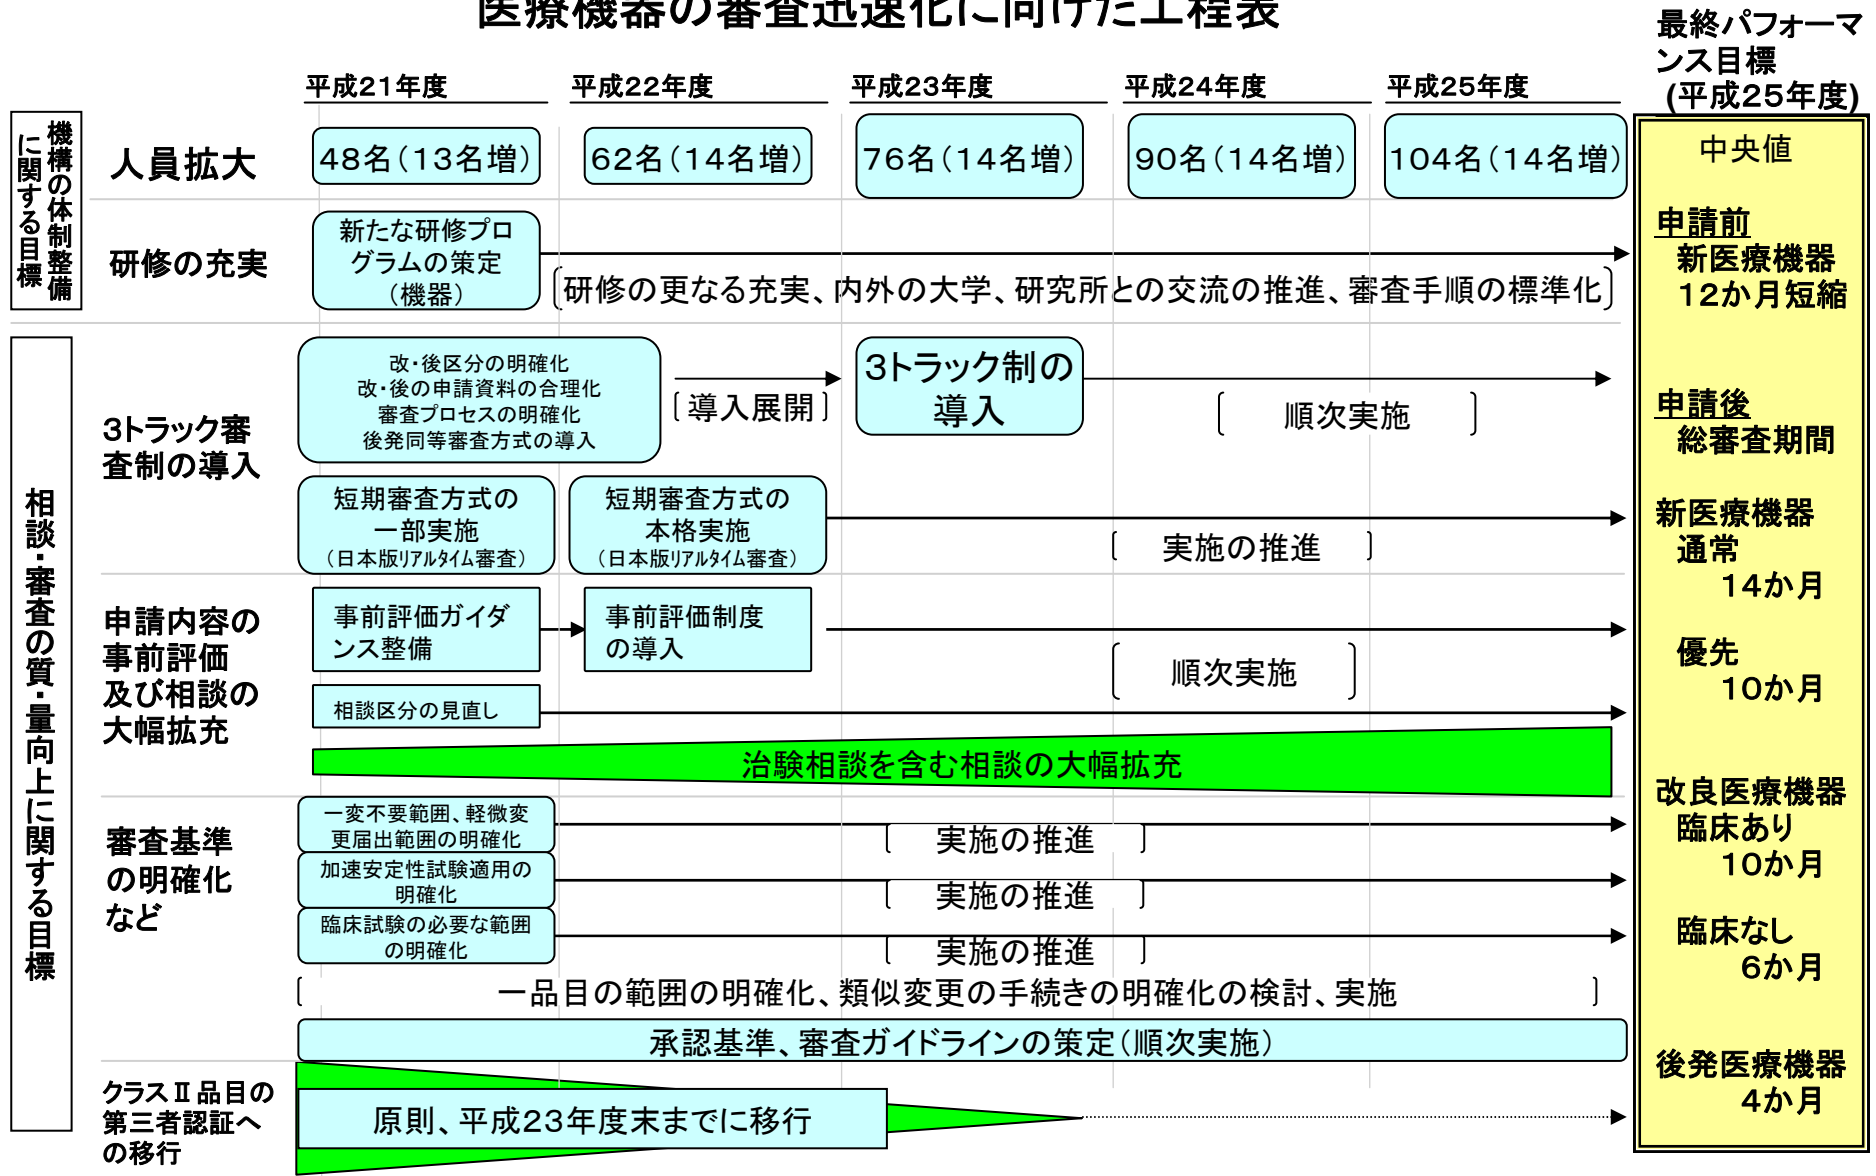 医療機器の審査迅速化に向けた工程表
平成21年度
平成22年度
平成23年度
平成24年度
平成25年度
最終パフォーマ
ンス目標
(平成25年度)
機構の体制整備
に関する目標
人員拡大
48名(13名増)
62名(14名増)
76名(14名増)
90名(14名増)
104名(14名増)
研修の充実
新たな研修プロ
グラムの策定
(機器)
研修の更なる充実、内外の大学、研究所との交流の推進、審査手順の標準化
相談・審査の質・量向上に関する目標
3トラック審
査制の導入
改・後区分の明確化
改・後の申請資料の合理化
審査プロセスの明確化
後発同等審査方式の導入
導入展開
3トラック制の
導入
順次実施
短期審査方式の
一部実施
(日本版リアルタイム審査)
短期審査方式の
本格実施
(日本版リアルタイム審査)
実施の推進
申請内容の
事前評価
及び相談の
大幅拡充
事前評価ガイダ
ンス整備
事前評価制度
の導入
順次実施
相談区分の見直し
治験相談を含む相談の大幅拡充
審査基準
の明確化
など
一変不要範囲、軽微変
更届出範囲の明確化
実施の推進
加速安定性試験適用の
明確化
実施の推進
臨床試験の必要な範囲
の明確化
実施の推進
一品目の範囲の明確化、類似変更の手続きの明確化の検討、実施
承認基準、審査ガイドラインの策定(順次実施)
クラスⅡ品目の
第三者認証へ
の移行
原則、平成23年度末までに移行
中央値
申請前
新医療機器
12か月短縮
申請後
総審査期間
新医療機器
通常
14か月
優先
10か月
改良医療機器
臨床あり
10か月
臨床なし
6か月
後発医療機器
4か月